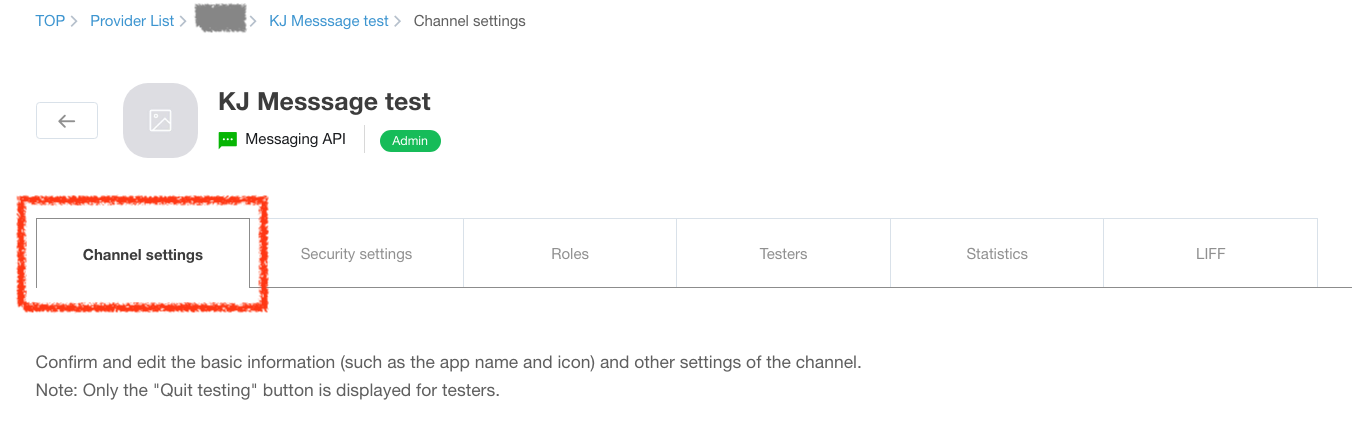 TOP > Provider List > > KJ Messsage test > Channel settings
KJ Messsage test
Messaging API Admin
Channel settings Security settings Roles Testers Statistics LIFF
Confirm and edit the basic information (such as the app name and icon) and other settings of the channel.
Note: Only the "Quit testing" button is displayed for testers.